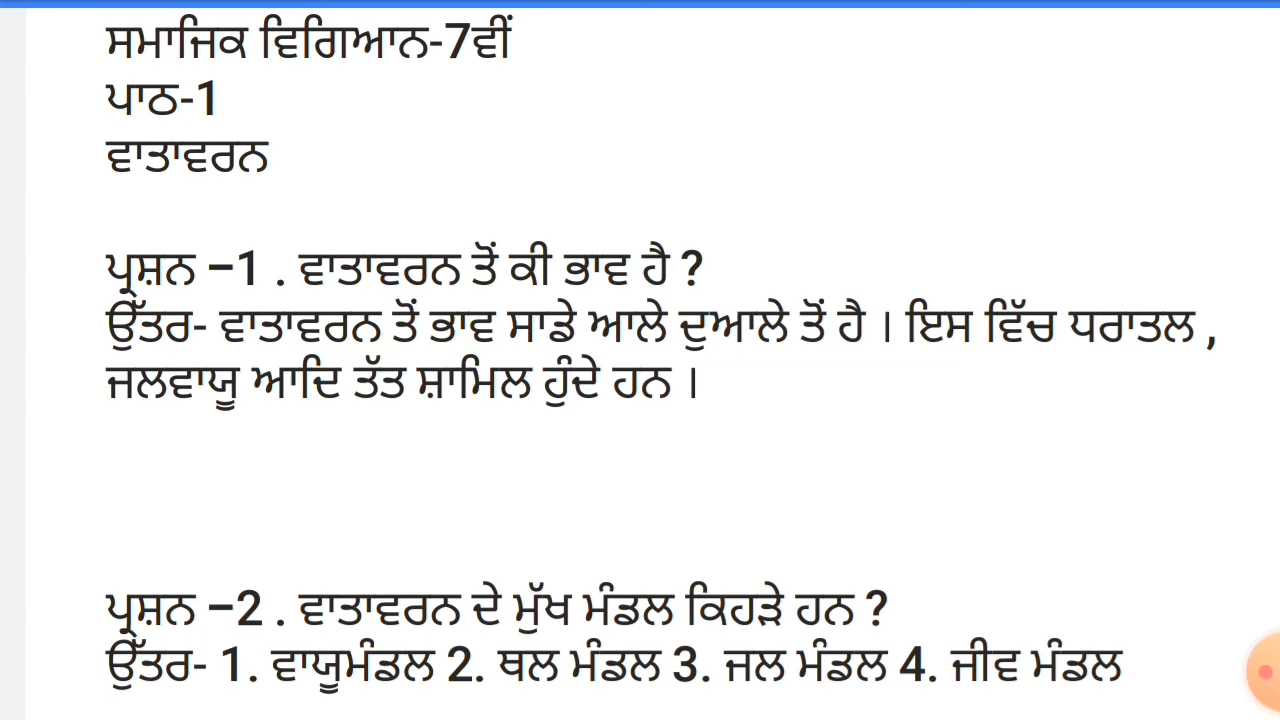 ਸਮਾਜਿਕ ਵਿਗਿਆਨ-7ਵੀਂ
ਪਾਠ-1
ਵਾਤਾਵਰਨ
ਪ੍ਰਸ਼ਨ –1 . ਵਾਤਾਵਰਨ ਤੋਂ ਕੀ ਭਾਵ ਹੈ ?
ਉੱਤਰ- ਵਾਤਾਵਰਨ ਤੋਂ ਭਾਵ ਸਾਡੇ ਆਲੇ ਦੁਆਲੇ ਤੋਂ ਹੈ । ਇਸ ਵਿੱਚ ਧਰਾਤਲ ,
ਜਲਵਾਯੂ ਆਦਿ ਤੱਤ ਸ਼ਾਮਿਲ ਹੁੰਦੇ ਹਨ ।
ਪ੍ਰਸ਼ਨ –2 . ਵਾਤਾਵਰਨ ਦੇ ਮੁੱਖ ਮੰਡਲ ਕਿਹੜੇ ਹਨ ?
ਉੱਤਰ- 1. ਵਾਯੂਮੰਡਲ 2. ਥਲ ਮੰਡਲ 3. ਜਲ ਮੰਡਲ 4. ਜੀਵ ਮੰਡਲ